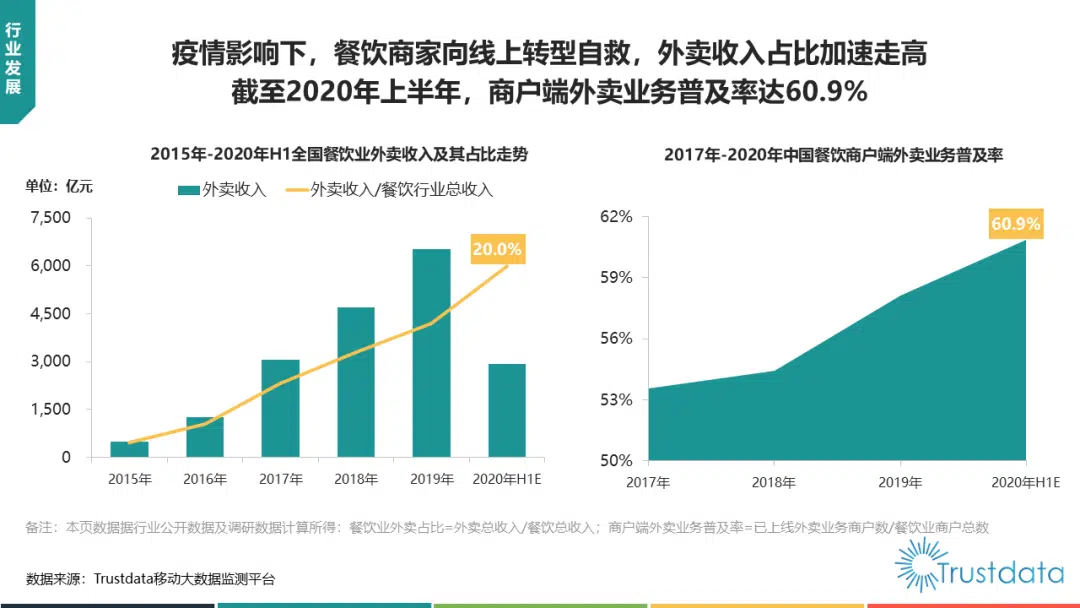 行业发展
疫情影响下，餐饮商家向线上转型自救，外卖收入占比加速走高
截至2020年上半年，商户端外卖业务普及率达60.9%
2015年-2020年H1全国餐饮业外卖收入及其占比走势
单位：亿元
外卖收入
外卖收入/餐饮行业总收入
7,500
6,000
4,500
3,000
1,500
0
20.0%
2015年
2016年
2017年
2018年
2019年
2020年H1E
2017年-2020年中国餐饮商户端外卖业务普及率
62%
59%
56%
53%
50%
60.9%
2017年
2018年
2019年
2020年H1E
备注：本页数据据行业公开数据及调研数据计算所得：餐饮业外卖占比=外卖总收入/餐饮总收入；商户端外卖业务普及率=已上线外卖业务商户数/餐饮业商户总数
数据来源：Trustdata移动大数据监测平台
Trustdata